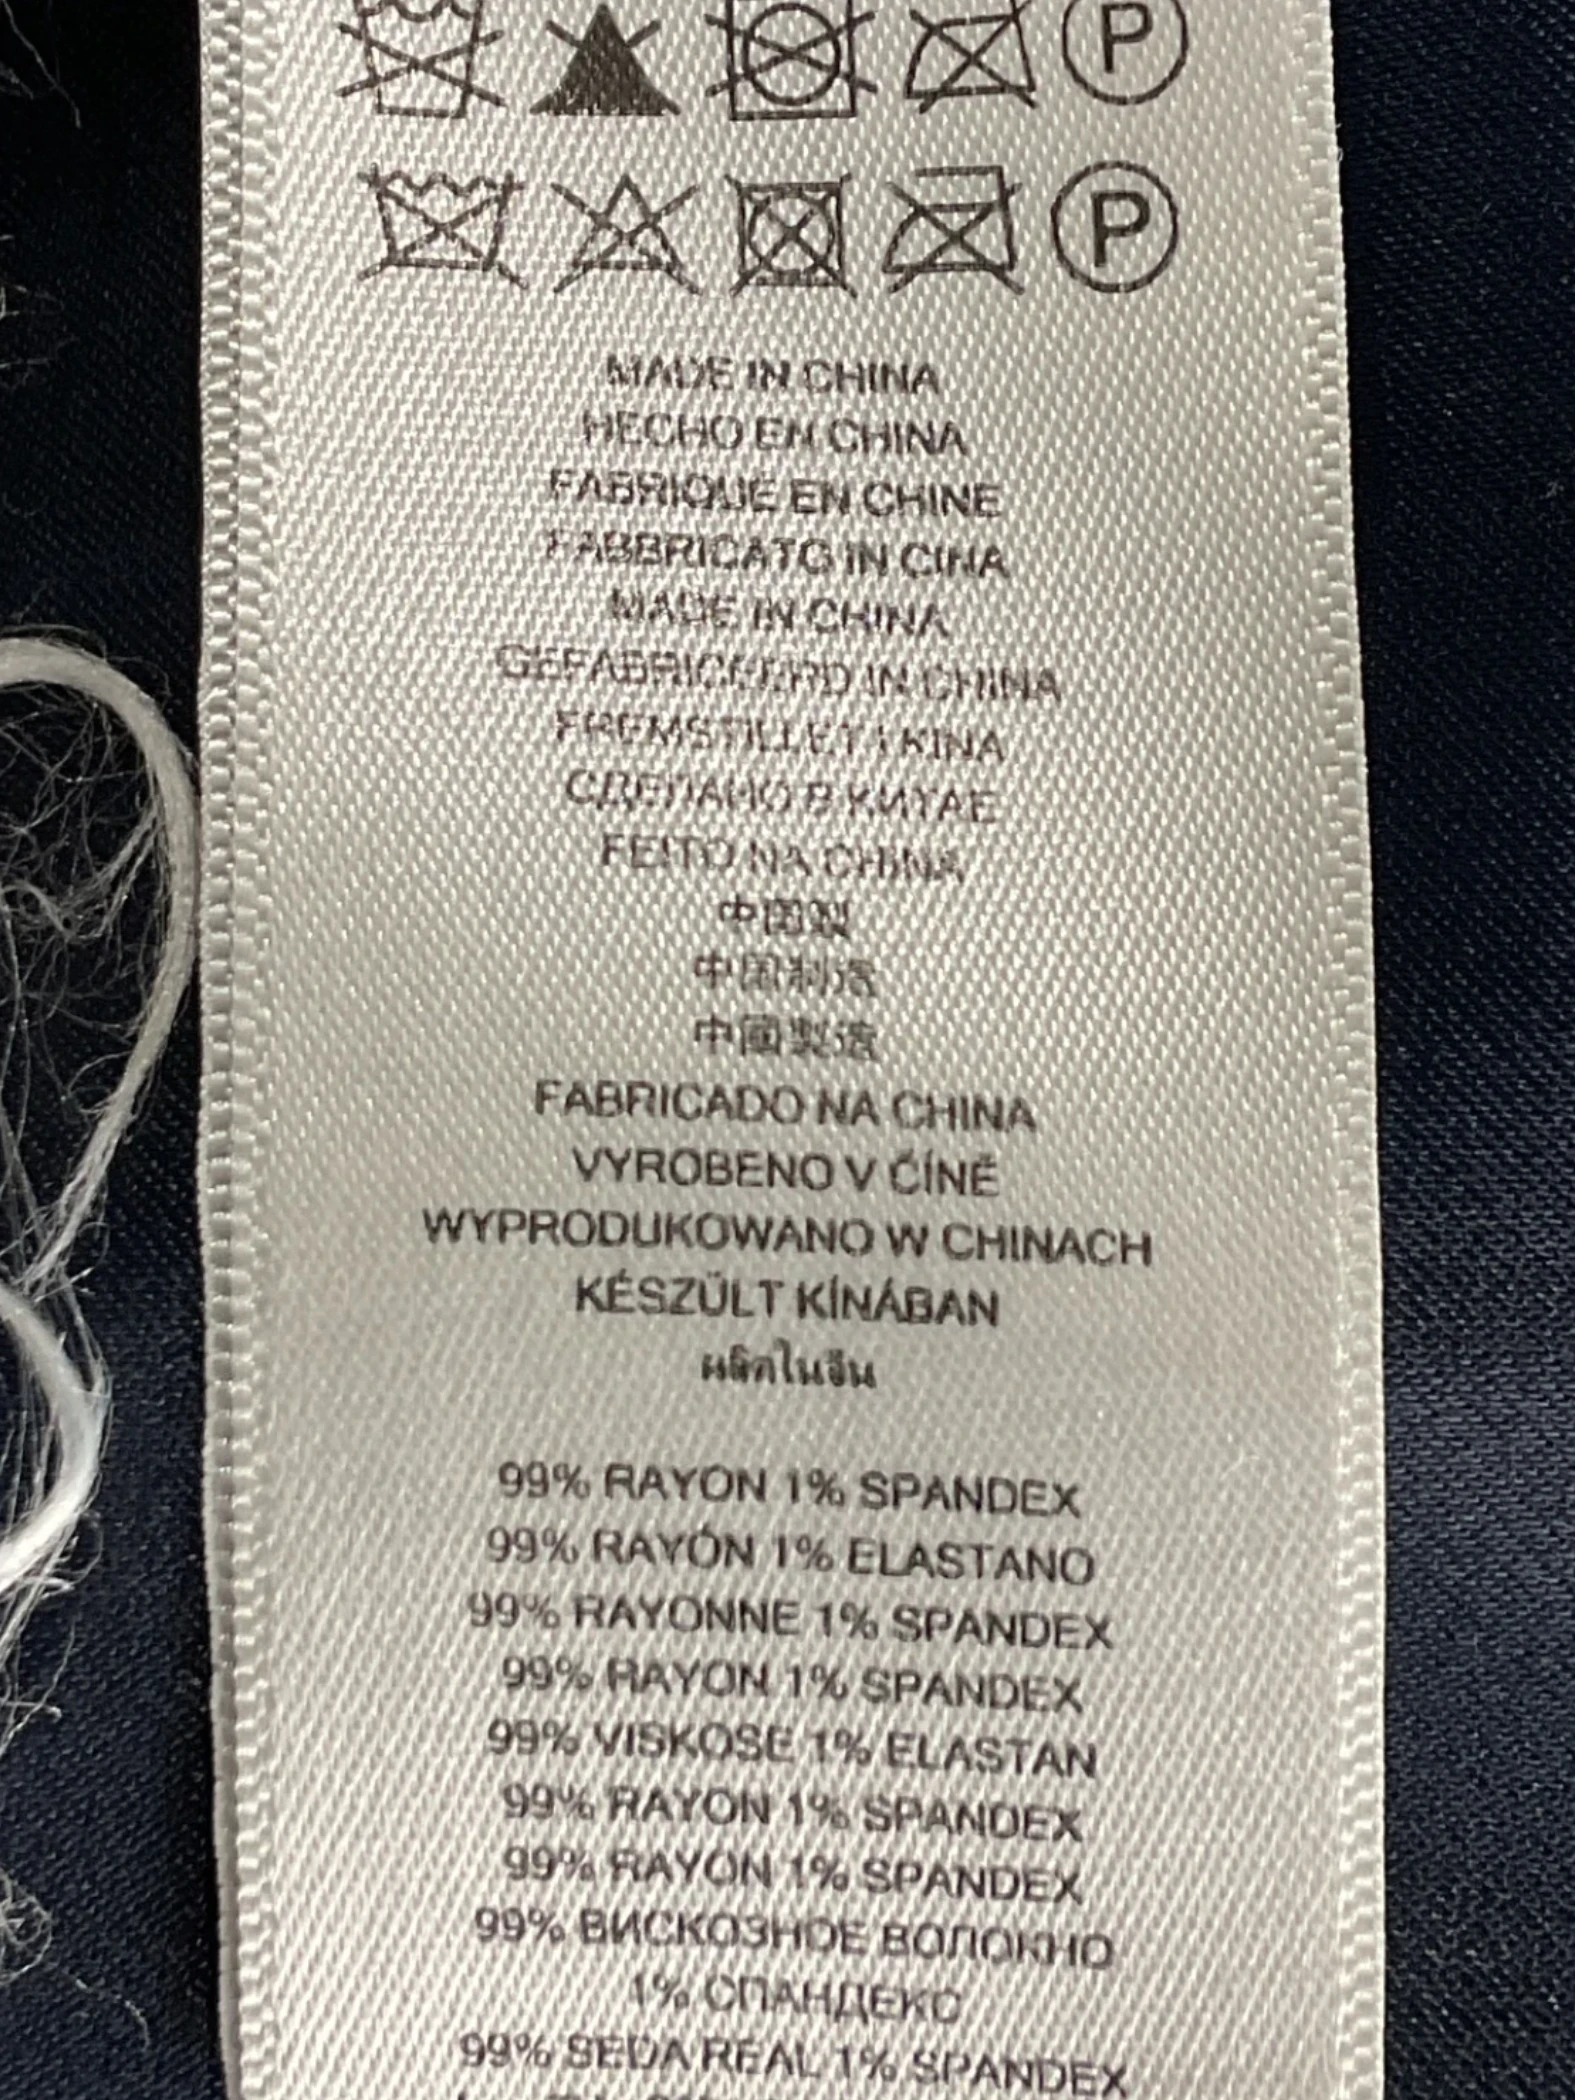 P
P
MADE IN CHINA
HECHO EN CHINA
FABRIQUÉ EN CHINE
FABBRICATO IN CINA
MADE IN CHINA
GEFABRICEERD IN CHINA
FREMSTILLET I KINA
СДЕЛАНО В КИТАЕ
FEITO NA CHINA
中国製
中国制造
中國製造
FABRICADO NA CHINA
VYROBENO V ČÍNĚ
WYPRODUKOWANO W CHINACH
KÉSZÜLT KÍNÁBAN
ผลิตในจีน
99% RAYON 1% SPANDEX
99% RAYÓN 1% ELASTANO
99% RAYONNE 1% SPANDEX
99% RAYON 1% SPANDEX
99% VISKOSE 1% ELASTAN
99% RAYON 1% SPANDEX
99% RAYON 1% SPANDEX
99% ВИСКОЗНОЕ ВОЛОКНО
1% СПАНДЕКС
99% SEDA REAL 1% SPANDEX